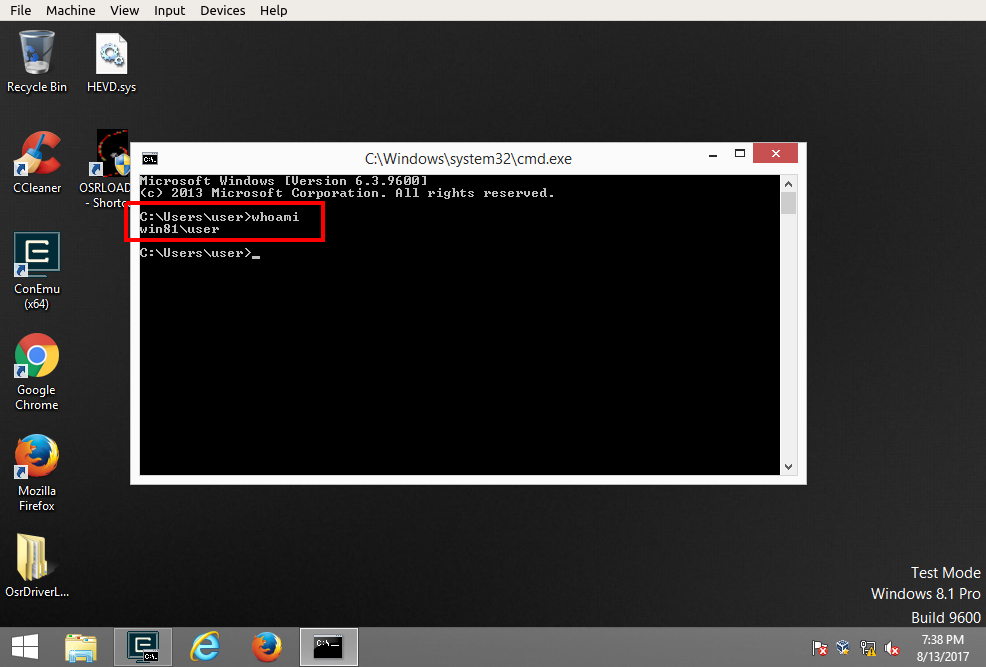 File Machine View Input Devices Help
Recycle Bin
HEVD.sys
CCleaner
OSRLOAD
- Shorto
ConEmu
(x64)
Google
Chrome
Mozilla
Firefox
OsrDriverL...
C:\Windows\system32\cmd.exe
Microsoft Windows [Version 6.3.9600]
(c) 2013 Microsoft Corporation. All rights reserved.
C:\Users\user>whoami
win81\user
C:\Users\user>_
Test Mode
Windows 8.1 Pro
Build 9600
7:38 PM
8/13/2017